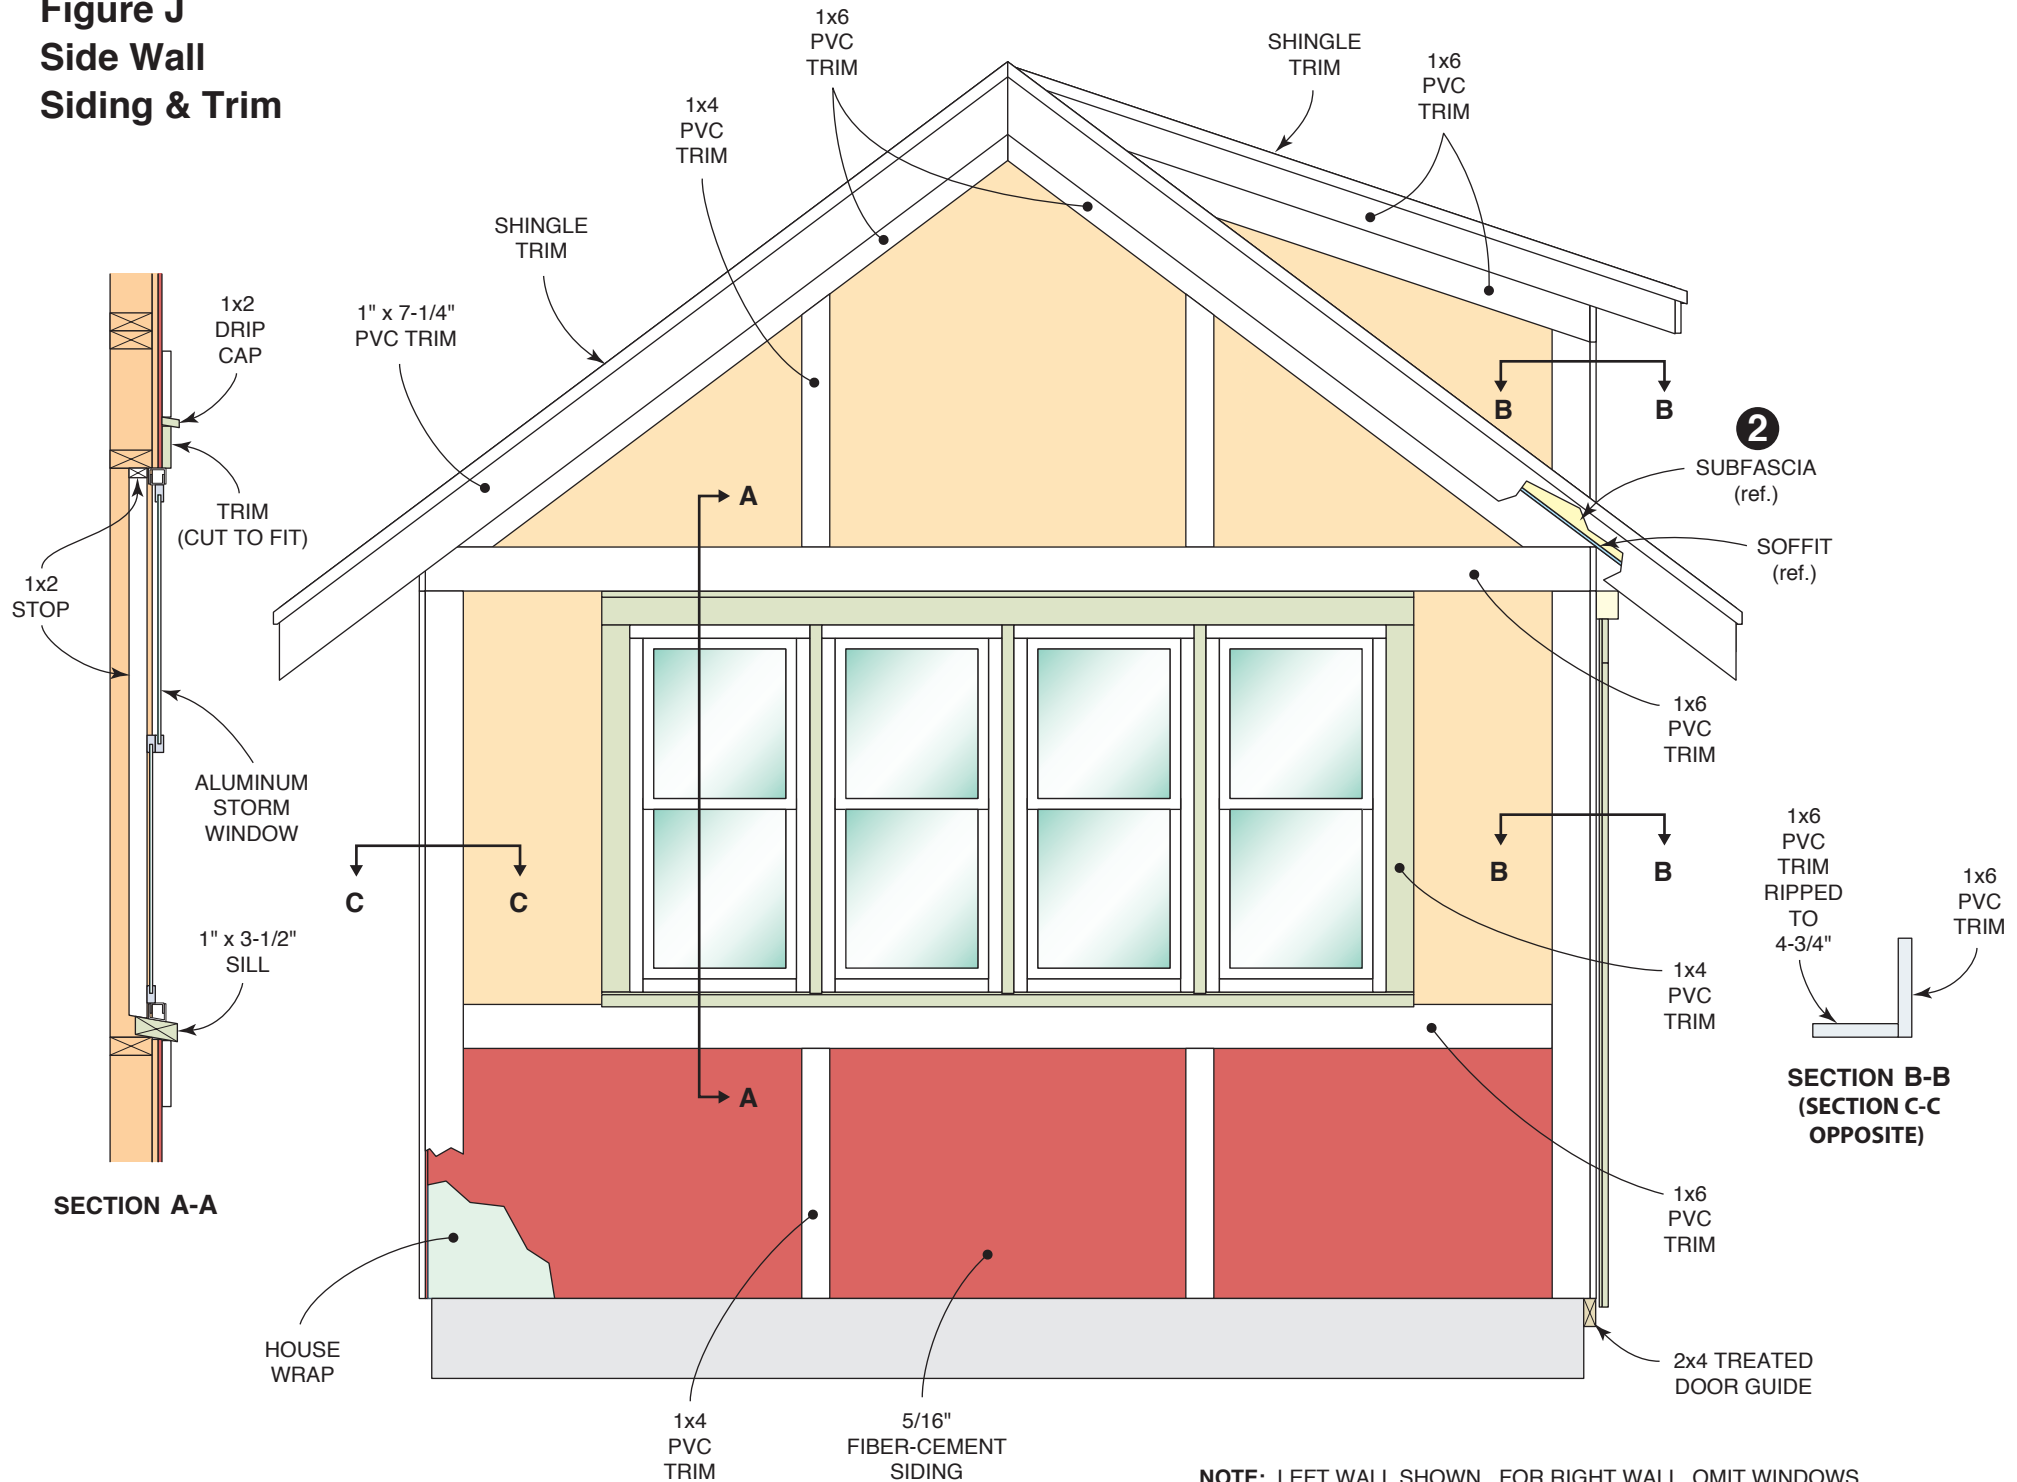 Figure J
Side Wall
Siding & Trim
1x6
PVC
TRIM
SHINGLE
TRIM
1x6
PVC
TRIM
1x4
PVC
TRIM
SHINGLE
TRIM
1" x 7-1/4"
PVC TRIM
1x2
DRIP
CAP
TRIM
(CUT TO FIT)
1x2
STOP
ALUMINUM
STORM
WINDOW
1" x 3-1/2"
SILL
SECTION A-A
A
A
B B
B B
C C
2
SUBFASCIA
(ref.)
SOFFIT
(ref.)
1x6
PVC
TRIM
1x6
PVC
TRIM
RIPPED
TO
4-3/4"
1x6
PVC
TRIM
SECTION B-B
(SECTION C-C
OPPOSITE)
1x4
PVC
TRIM
1x6
PVC
TRIM
HOUSE
WRAP
1x4
PVC
TRIM
5/16"
FIBER-CEMENT
SIDING
2x4 TREATED
DOOR GUIDE
NOTE: LEFT WALL SHOWN. FOR RIGHT WALL, OMIT WINDOWS